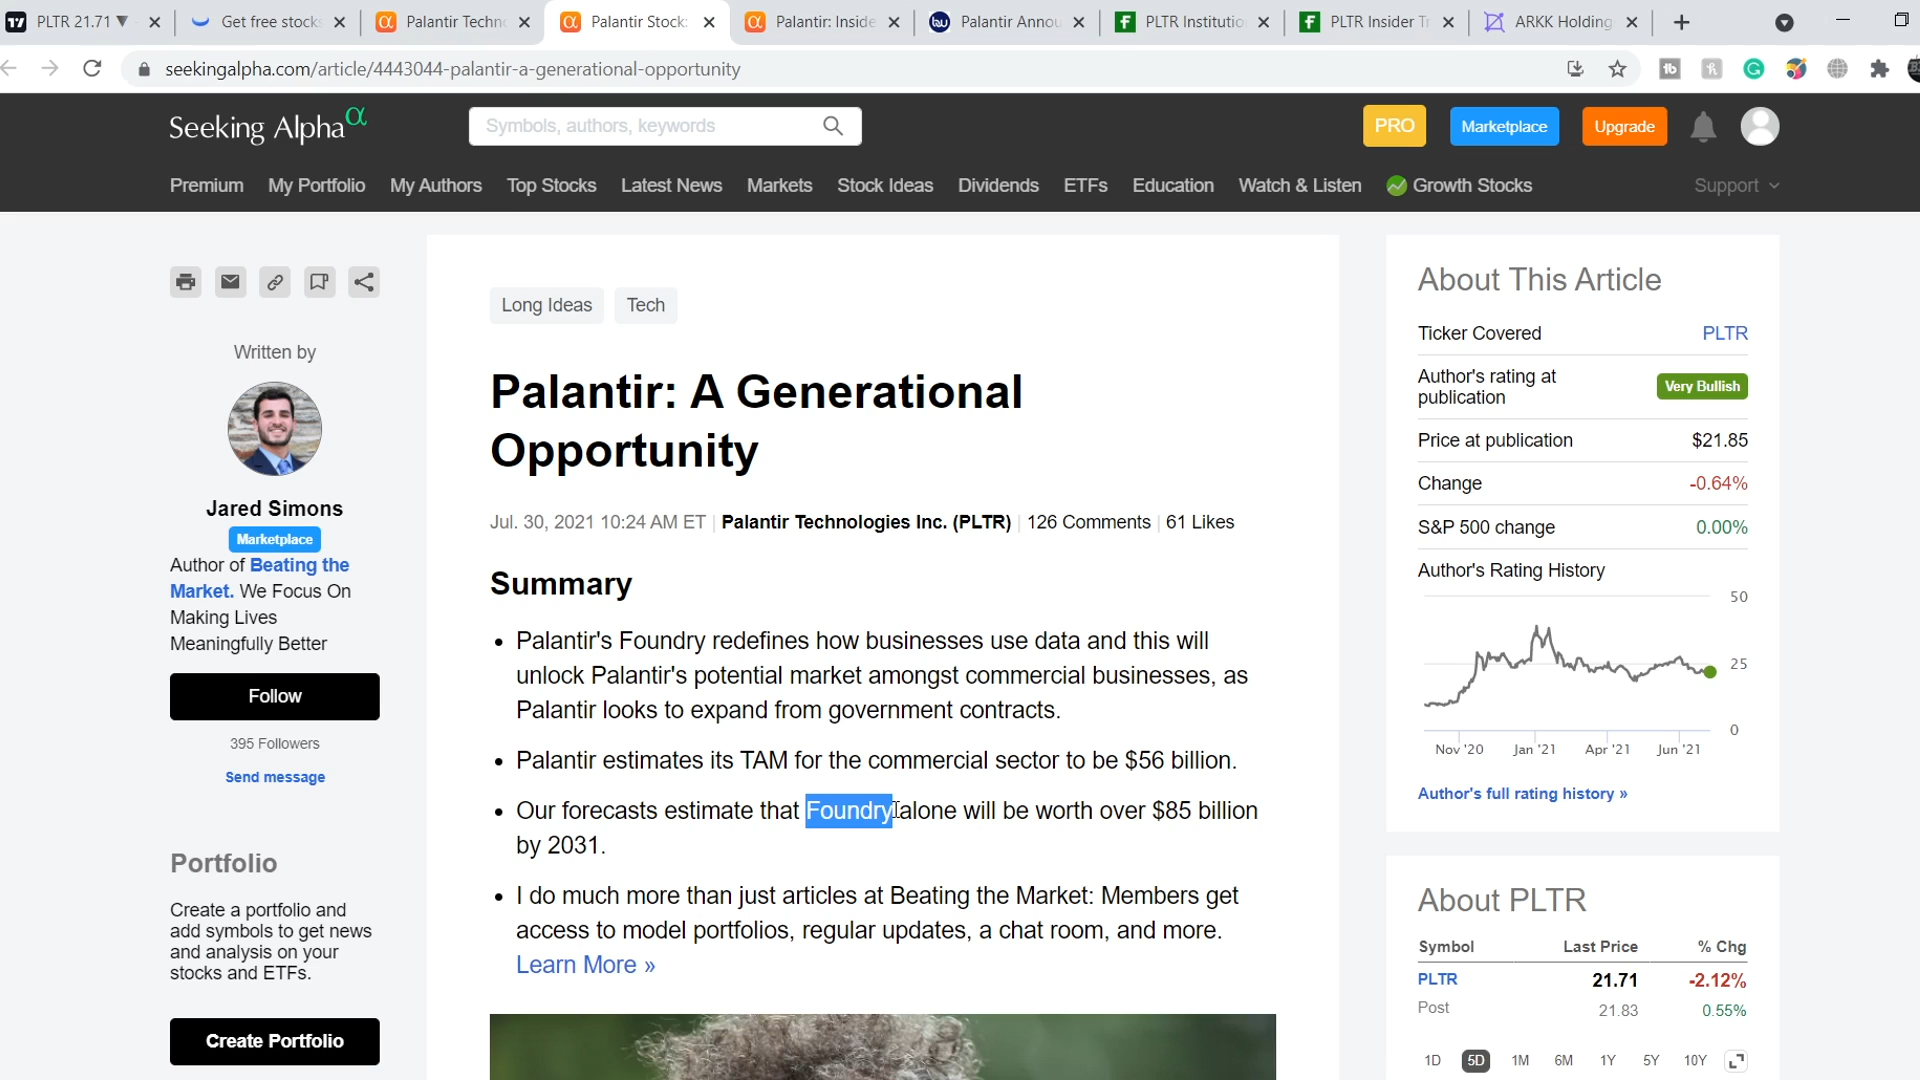 PLTR 21.71 ▼
Get free stocks
Palantir Techn
Palantir Stock:
Palantir: Inside
Palantir Annou
PLTR Institutio
PLTR Insider Tr
ARKK Holding
seekingalpha.com/article/4443044-palantir-a-generational-opportunity
Seeking Alpha α
Symbols, authors, keywords
PRO
Marketplace
Upgrade
Premium My Portfolio My Authors Top Stocks Latest News Markets Stock Ideas Dividends ETFs Education Watch & Listen Growth Stocks Support
Written by
Jared Simons
Marketplace
Author of Beating the
Market. We Focus On
Making Lives
Meaningfully Better
Follow
395 Followers
Send message
Portfolio
Create a portfolio and
add symbols to get news
and analysis on your
stocks and ETFs.
Create Portfolio
Long Ideas Tech
Palantir: A Generational
Opportunity
Jul. 30, 2021 10:24 AM ET | Palantir Technologies Inc. (PLTR) | 126 Comments | 61 Likes
Summary
• Palantir's Foundry redefines how businesses use data and this will
unlock Palantir's potential market amongst commercial businesses, as
Palantir looks to expand from government contracts.
• Palantir estimates its TAM for the commercial sector to be $56 billion.
• Our forecasts estimate that Foundry alone will be worth over $85 billion
by 2031.
• I do much more than just articles at Beating the Market: Members get
access to model portfolios, regular updates, a chat room, and more.
Learn More »
About This Article
Ticker Covered PLTR
Author's rating at
publication
Very Bullish
Price at publication $21.85
Change -0.64%
S&P 500 change 0.00%
Author's Rating History
50
25
0
Nov '20 Jan '21 Apr '21 Jun '21
Author's full rating history »
About PLTR
Symbol Last Price % Chg
PLTR 21.71 -2.12%
Post 21.83 0.55%
1D 5D 1M 6M 1Y 5Y 10Y